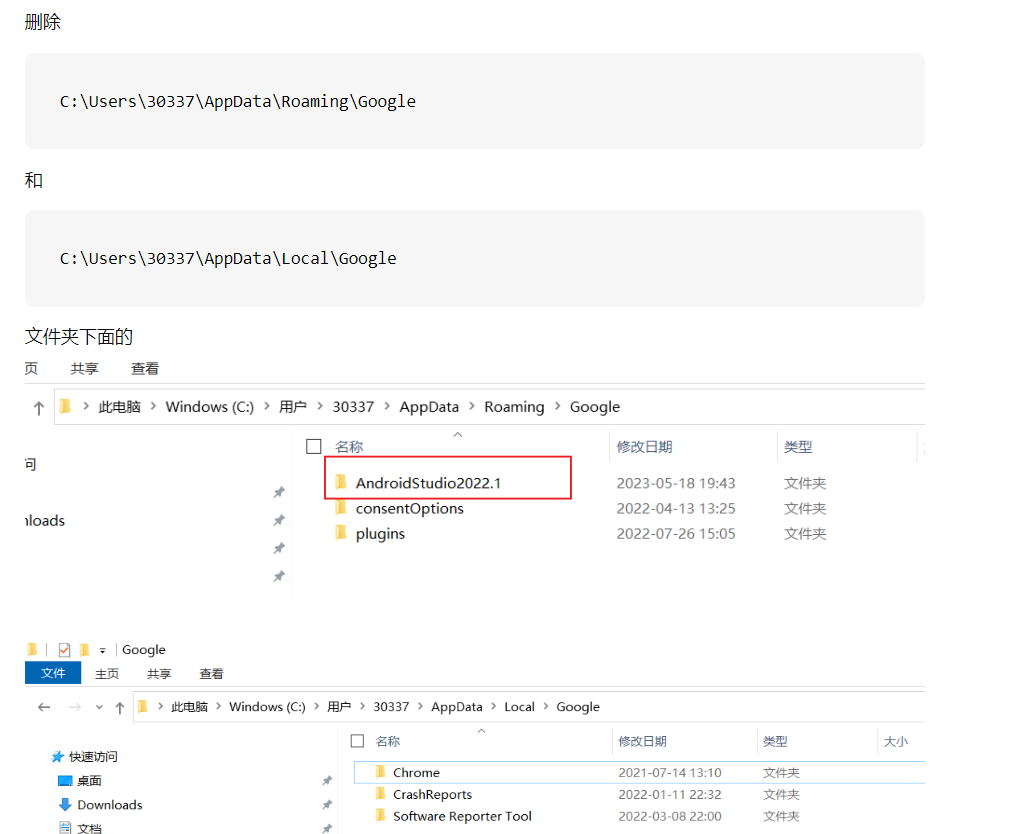 删除
C:\Users\30337\AppData\Roaming\Google
和
C:\Users\30337\AppData\Local\Google
文件夹下面的
页 共享 查看
此电脑 Windows (C:) 用户 30337 AppData Roaming Google
名称 修改日期 类型
问
AndroidStudio2022.1 2023-05-18 19:43 文件夹
consentOptions 2022-04-13 13:25 文件夹
nloads
plugins 2022-07-26 15:05 文件夹
Google
文件 主页 共享 查看
此电脑 Windows (C:) 用户 30337 AppData Local Google
名称 修改日期 类型 大小
快速访问
Chrome 2021-07-14 13:10 文件夹
桌面
CrashReports 2022-01-11 22:32 文件夹
Downloads
Software Reporter Tool 2022-03-08 22:00 文件夹
文档